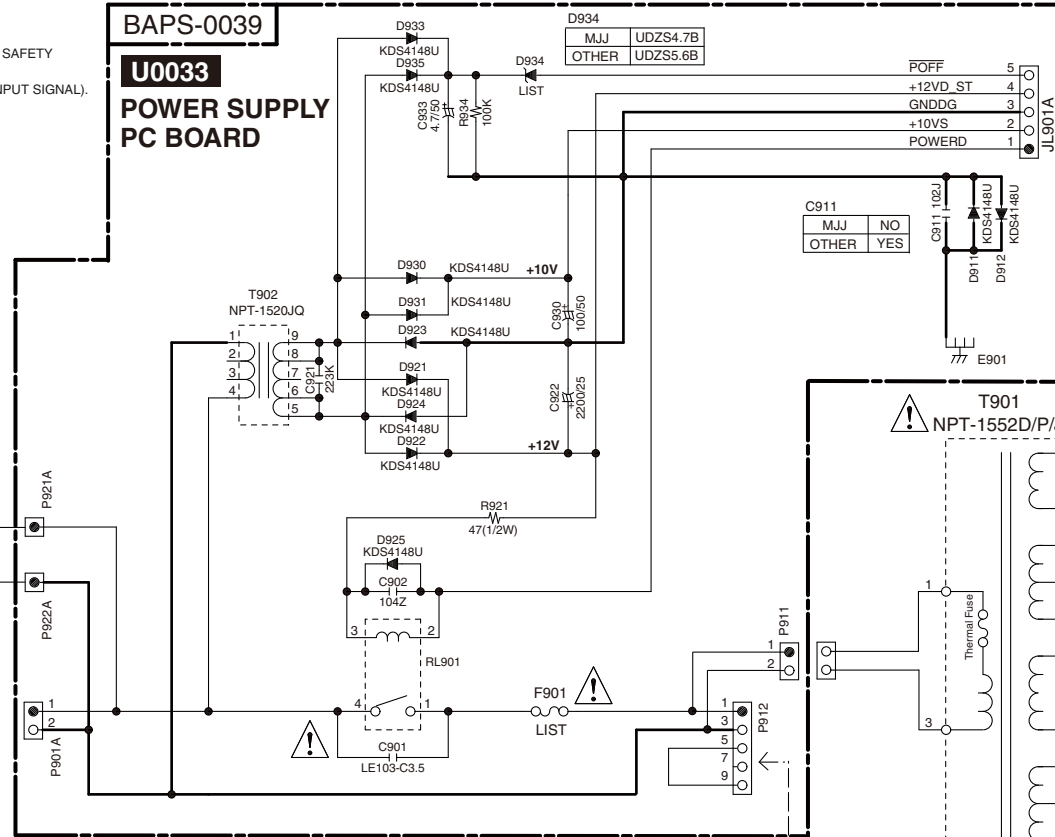 SAFETY
NPUT SIGNAL).
BAPS-0039
U0033
POWER SUPPLY
PC BOARD
D933
KDS4148U
D935
KDS4148U
C933
4.7/50
R934
100K
D934
LIST
D934
MJJ UDZS4.7B
OTHER UDZS5.6B
POFF 5
+12VD_ST 4
GNDDG 3
+10VS 2
POWERD 1
JL901A
C911
MJJ NO
OTHER YES
C911 102J
KDS4148U
D911
KDS4148U
D912
E901
T902
NPT-1520JQ
1
2
3
4
9
8
7
6
5
C921
223K
D930
KDS4148U
+10V
D931
KDS4148U
D923
KDS4148U
D921
KDS4148U
D924
KDS4148U
D922
KDS4148U
+12V
C930
100/50
+
C922
2200/25
+
T901
NPT-1552D/P/
P921A
P922A
R921
47(1/2W)
D925
KDS4148U
C902
104Z
3
2
RL901
4
1
C901
LE103-C3.5
F901
LIST
P901A
1
2
P911
1
2
P912
1
3
5
7
9
1
Thermal Fuse
3